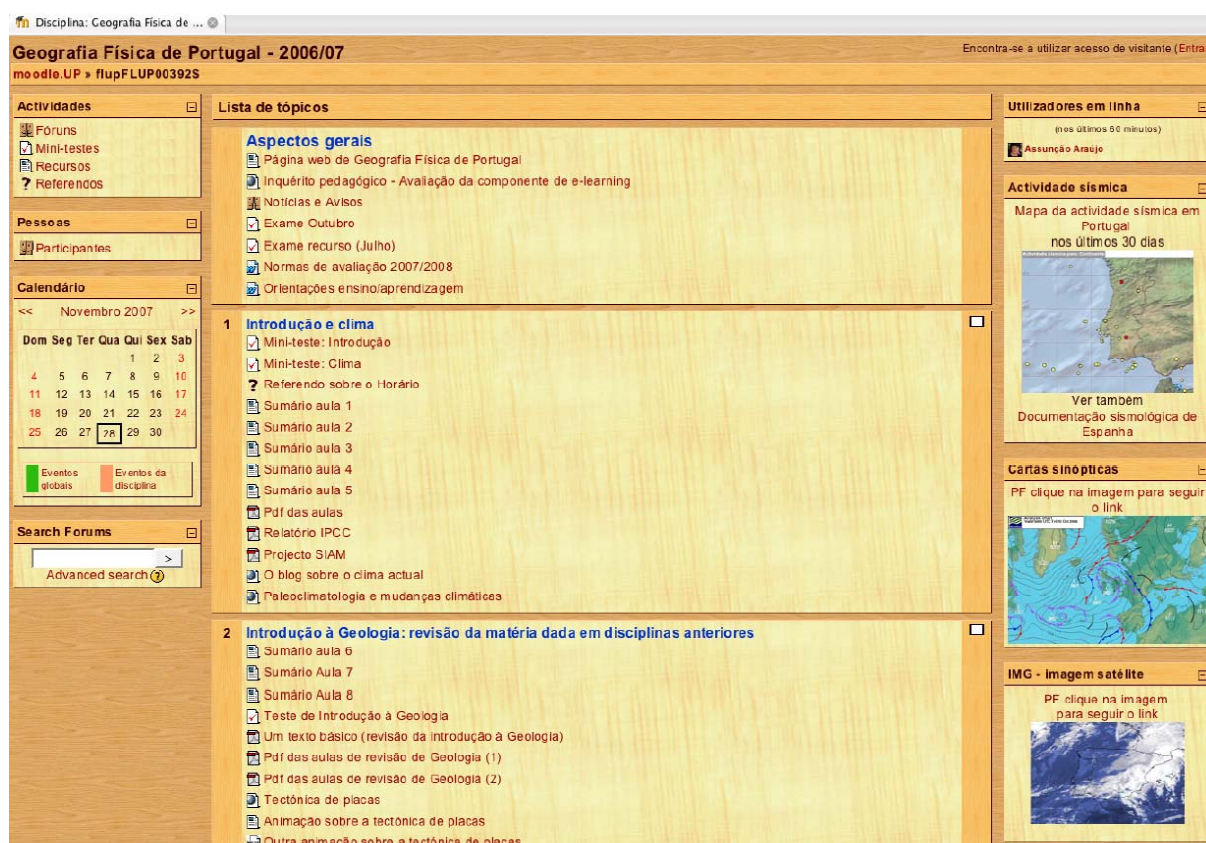 Disciplina: Geografia Física de ...
Geografia Física de Portugal - 2006/07
Encontra-se a utilizar acesso de visitante (Entrar
moodle.UP » flupFLUP00392S
Actividades
Fóruns
Mini-testes
Recursos
? Referendos
Pessoas
Participantes
Calendário
<< Novembro 2007 >>
Dom Seg Ter Qua Qui Sex Sab
1 2 3
4 5 6 7 8 9 10
11 12 13 14 15 16 17
18 19 20 21 22 23 24
25 26 27 28 29 30
Eventos globais
Eventos da disciplina
Search Forums
>
Advanced search ?
Lista de tópicos
Aspectos gerais
Página web de Geografia Física de Portugal
Inquérito pedagógico - Avaliação da componente de e-learning
Notícias e Avisos
Exame Outubro
Exame recurso (Julho)
Normas de avaliação 2007/2008
Orientações ensino/aprendizagem
1 Introdução e clima
Mini-teste: Introdução
Mini-teste: Clima
? Referendo sobre o Horário
Sumário aula 1
Sumário aula 2
Sumário aula 3
Sumário aula 4
Sumário aula 5
Pdf das aulas
Relatório IPCC
Projecto SIAM
O blog sobre o clima actual
Paleoclimatologia e mudanças climáticas
2 Introdução à Geologia: revisão da matéria dada em disciplinas anteriores
Sumário aula 6
Sumário Aula 7
Sumário Aula 8
Teste de Introdução à Geologia
Um texto básico (revisão da introdução à Geologia)
Pdf das aulas de revisão de Geologia (1)
Pdf das aulas de revisão de Geologia (2)
Tectónica de placas
Animação sobre a tectónica de placas
Outra animação sobre a tectónica de placas
Utilizadores em linha
(nos últimos 60 minutos)
Assunção Araújo
Actividade sísmica
Mapa da actividade sísmica em
Portugal
nos últimos 30 dias
Ver também
Documentação sismológica de
Espanha
Cartas sinópticas
PF clique na imagem para seguir
o link
IMG - imagem satélite
PF clique na imagem
para seguir o link